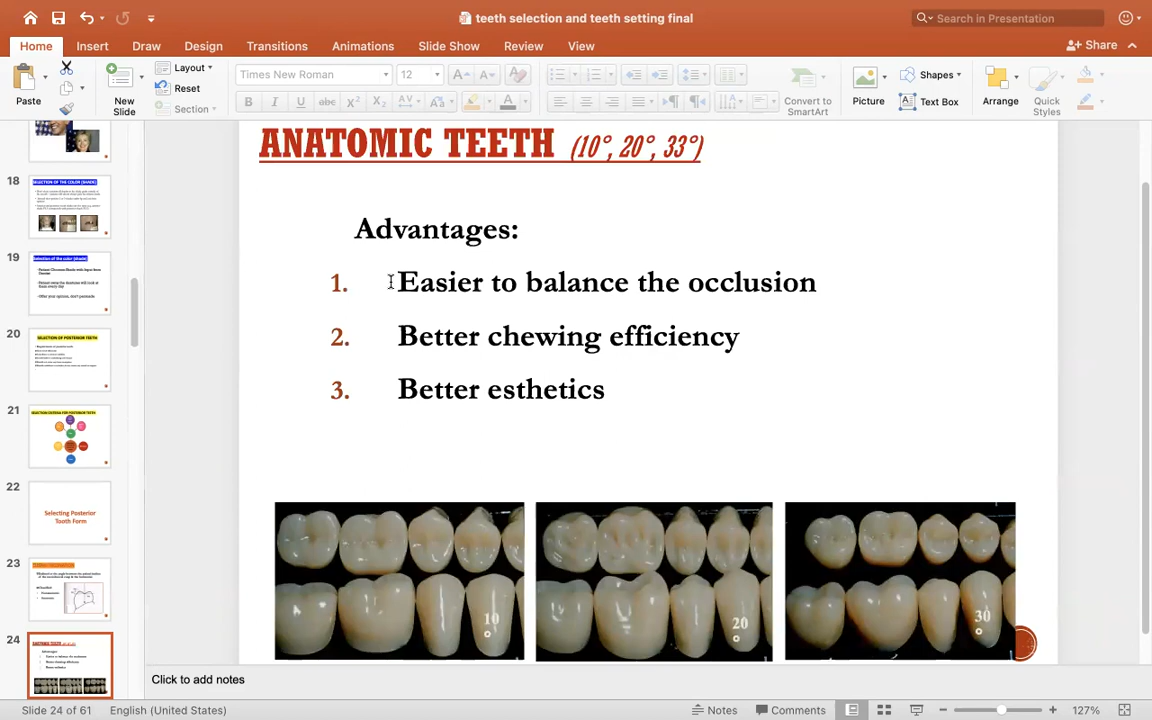 teeth selection and teeth setting final
Search in Presentation
Home Insert Draw Design Transitions Animations Slide Show Review View
Share
Paste
New Slide
Layout
Reset
Section
Times New Roman
12
Convert to SmartArt
Picture
Shapes
Text Box
Arrange
Quick Styles
18
SELECTION OF THE COLOR (SHADE)
19
Selection of the color( shade)
20
SELECTION OF POSTERIOR TEETH
21
SELECTION CRITERIA FOR POSTERIOR TEETH
22
Selecting Posterior
Tooth Form
23
24
ANATOMIC TEETH (10°, 20°, 33°)
Advantages:
1. Easier to balance the occlusion
2. Better chewing efficiency
3. Better esthetics
10°
20°
30°
Click to add notes
Slide 24 of 61
English (United States)
Notes
Comments
127%